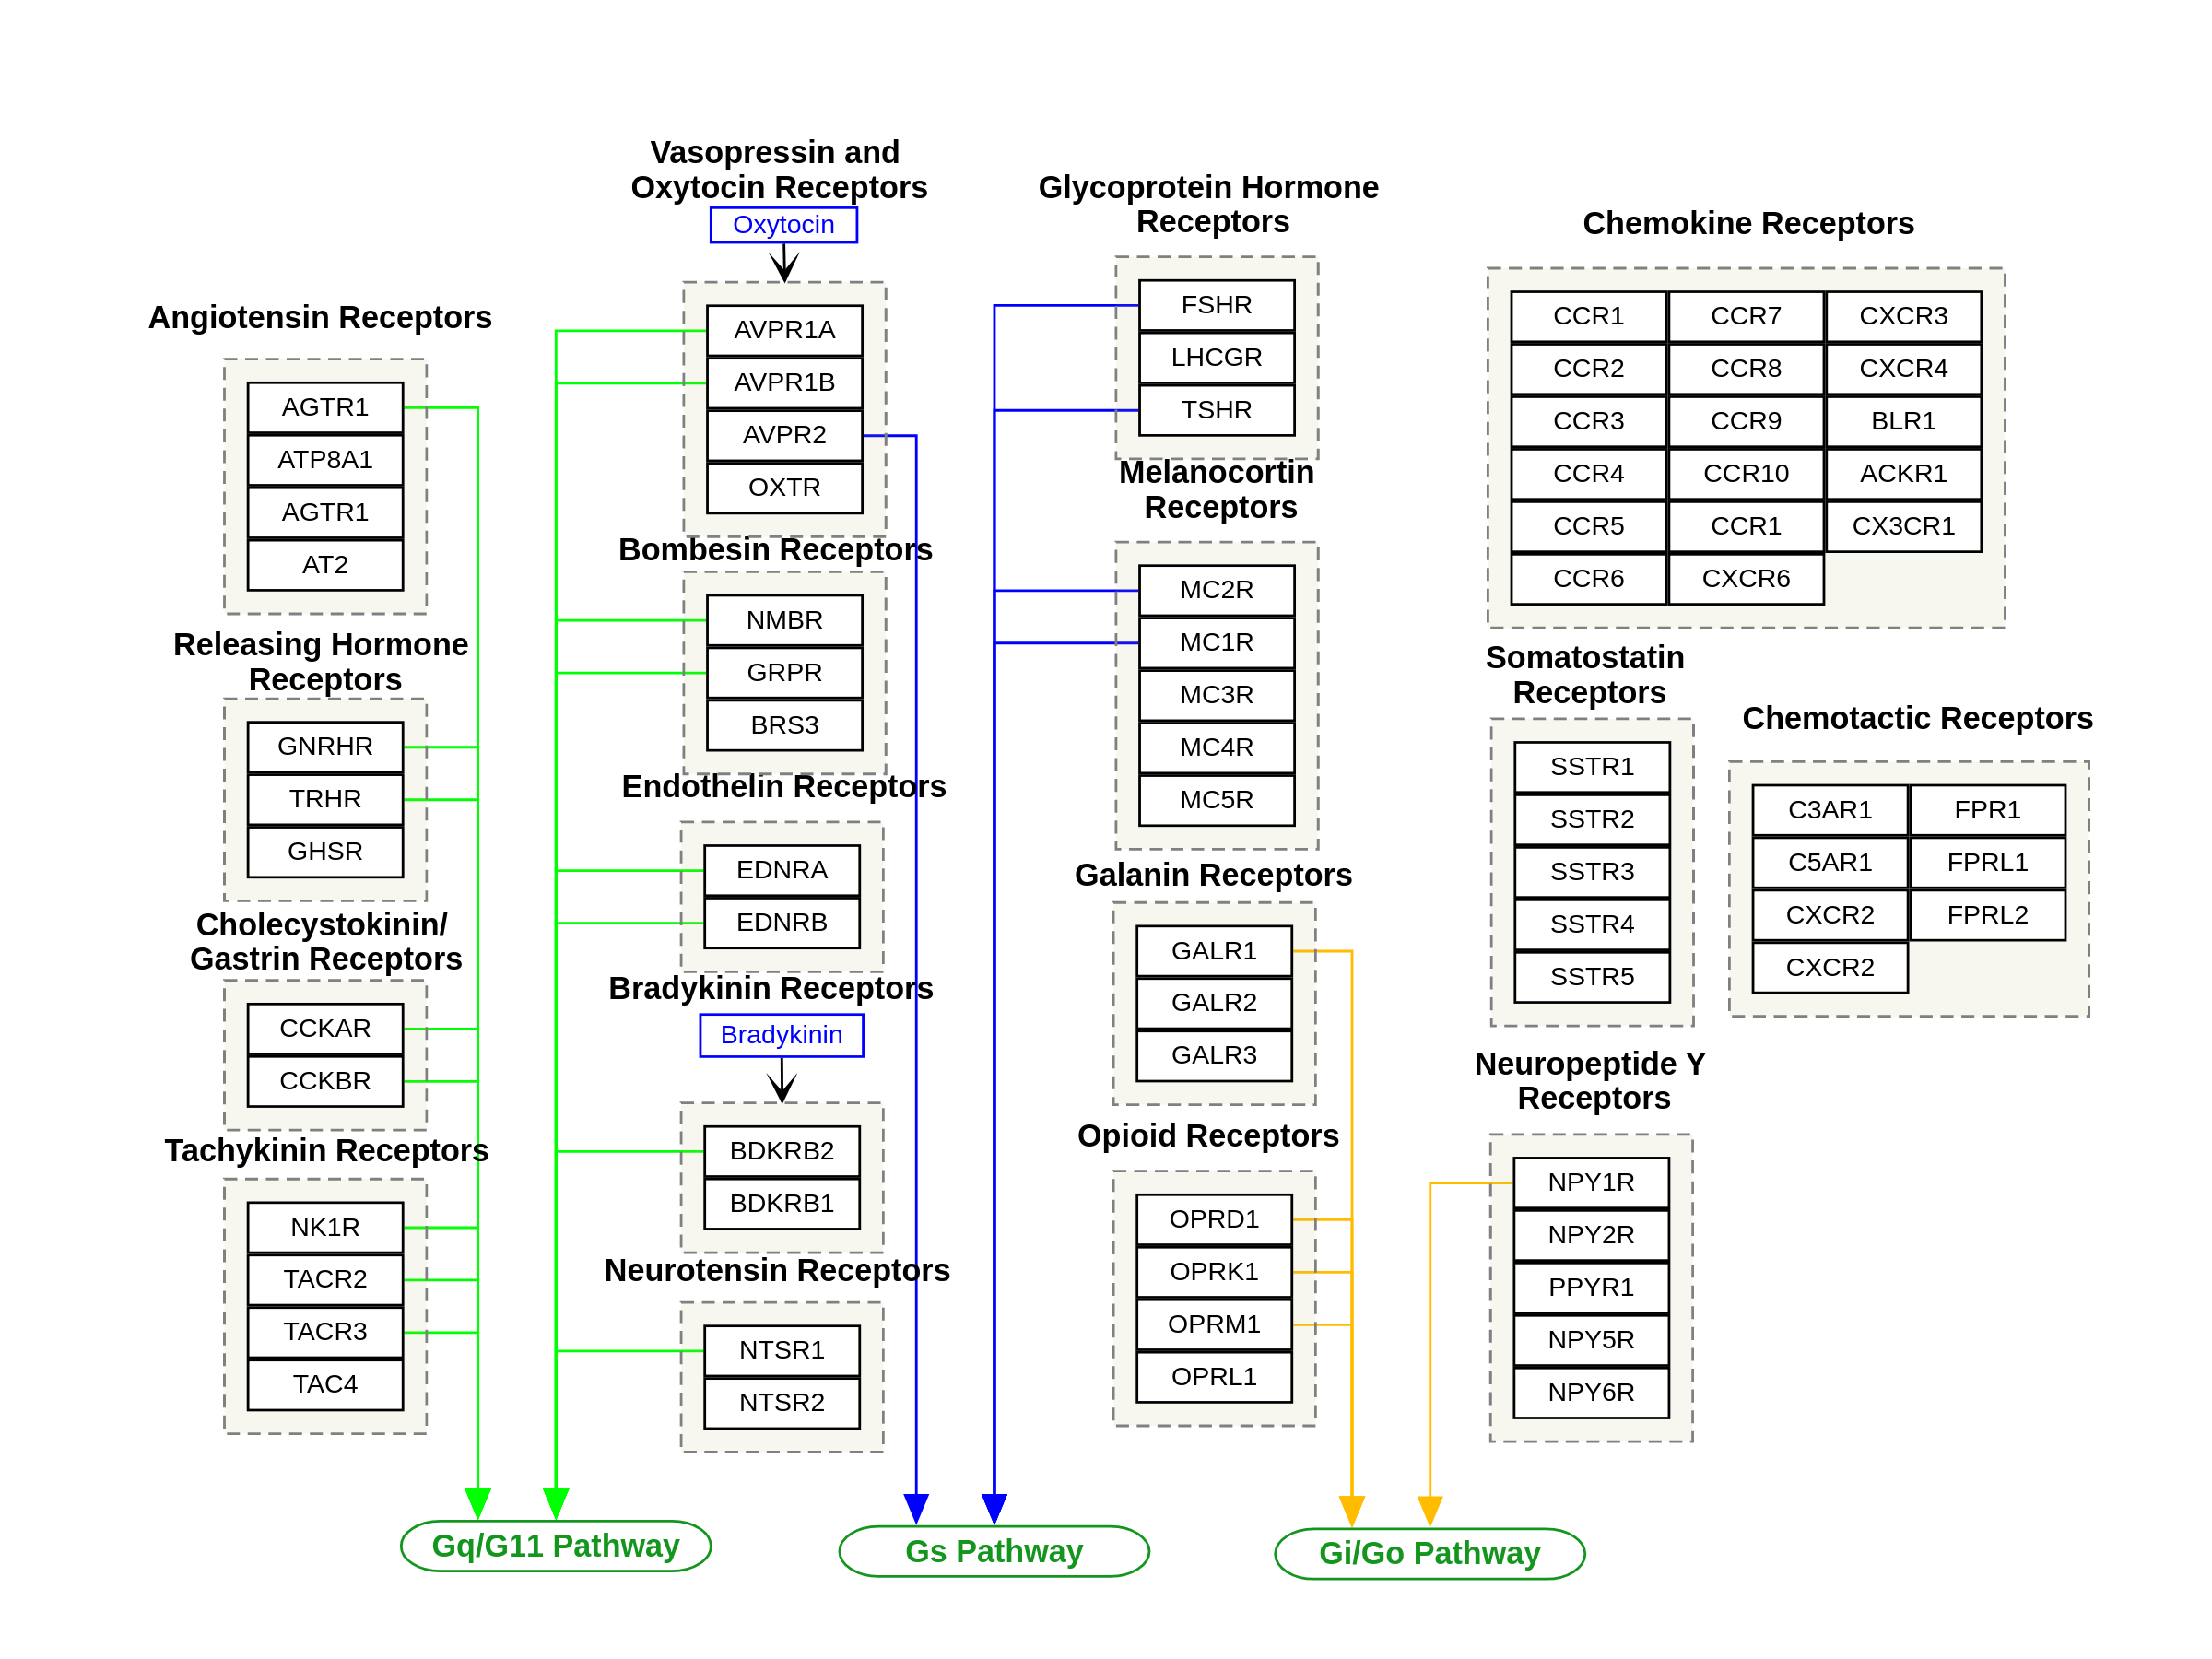 Angiotensin Receptors
AGTR1
ATP8A1
AGTR1
AT2
Releasing Hormone
Receptors
GNRHR
TRHR
GHSR
Cholecystokinin/
Gastrin Receptors
CCKAR
CCKBR
Tachykinin Receptors
NK1R
TACR2
TACR3
TAC4
Vasopressin and
Oxytocin Receptors
Oxytocin
AVPR1A
AVPR1B
AVPR2
OXTR
Bombesin Receptors
NMBR
GRPR
BRS3
Endothelin Receptors
EDNRA
EDNRB
Bradykinin Receptors
Bradykinin
BDKRB2
BDKRB1
Neurotensin Receptors
NTSR1
NTSR2
Glycoprotein Hormone
Receptors
FSHR
LHCGR
TSHR
Melanocortin
Receptors
MC2R
MC1R
MC3R
MC4R
MC5R
Galanin Receptors
GALR1
GALR2
GALR3
Opioid Receptors
OPRD1
OPRK1
OPRM1
OPRL1
Chemokine Receptors
CCR1 CCR7 CXCR3
CCR2 CCR8 CXCR4
CCR3 CCR9 BLR1
CCR4 CCR10 ACKR1
CCR5 CCR1 CX3CR1
CCR6 CXCR6
Somatostatin
Receptors
SSTR1
SSTR2
SSTR3
SSTR4
SSTR5
Chemotactic Receptors
C3AR1 FPR1
C5AR1 FPRL1
CXCR2 FPRL2
CXCR2
Neuropeptide Y
Receptors
NPY1R
NPY2R
PPYR1
NPY5R
NPY6R
Gq/G11 Pathway
Gs Pathway
Gi/Go Pathway